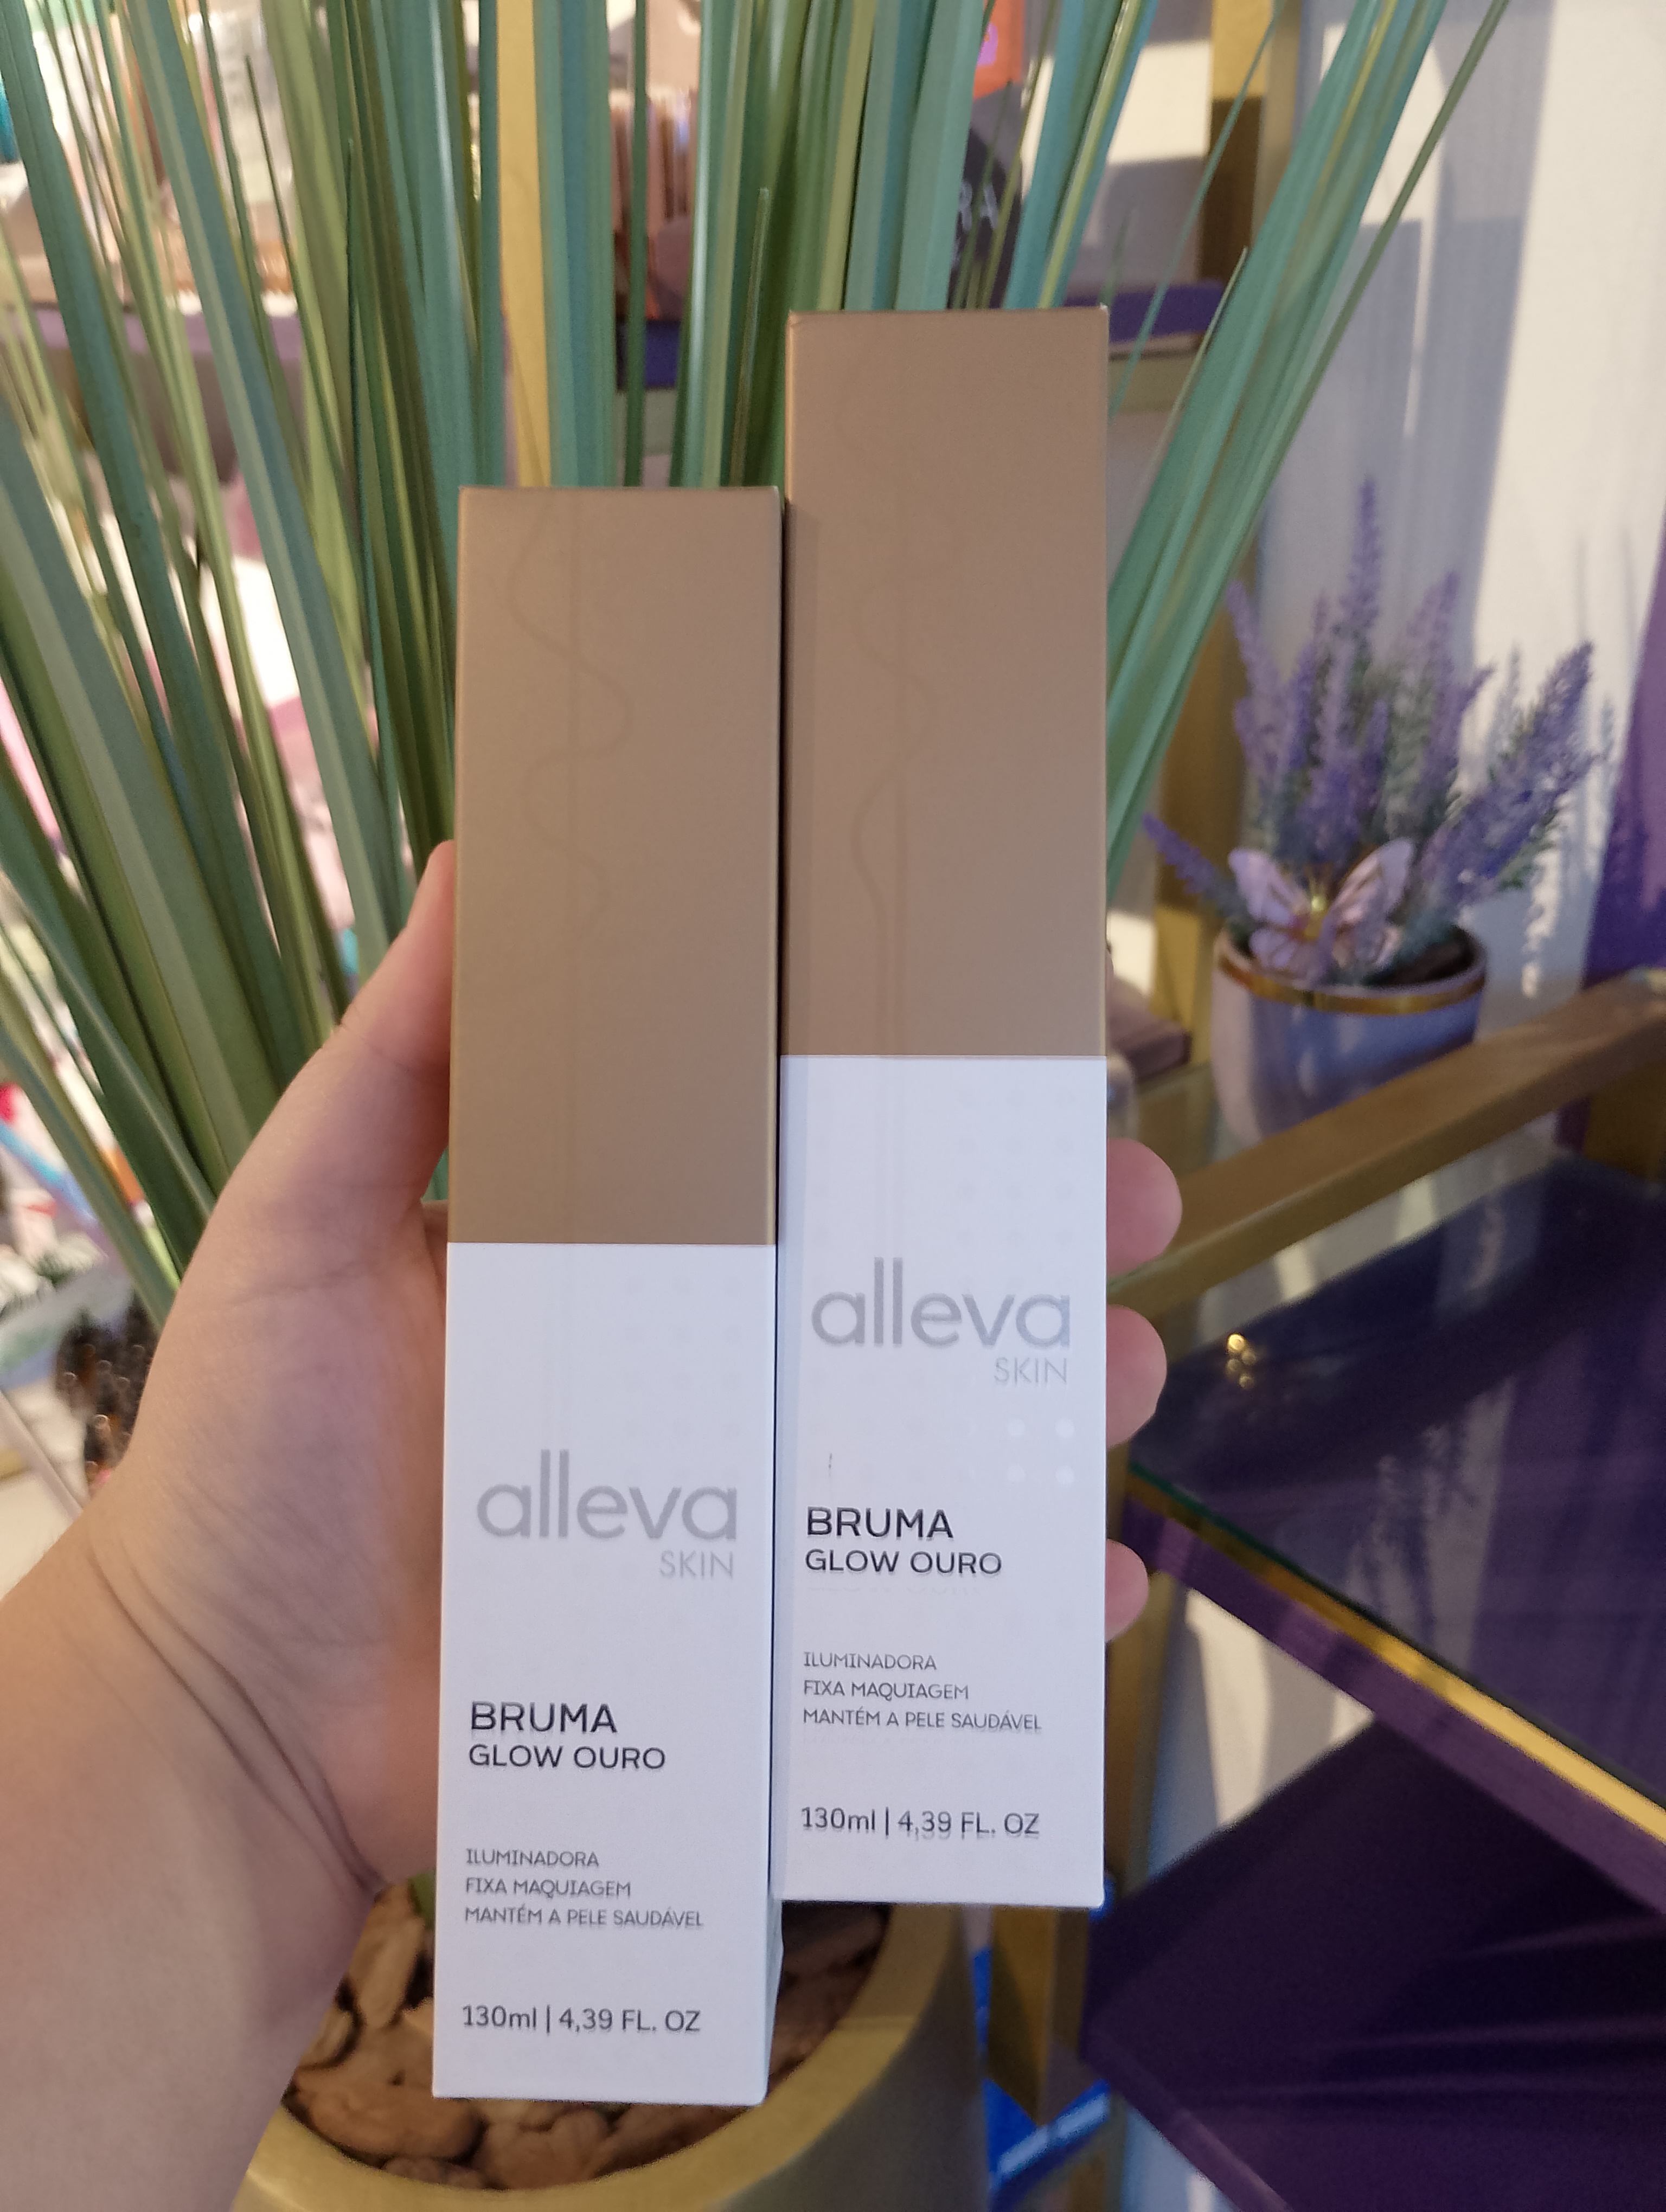 alleva
SKIN
BRUMA
GLOW OURO
ILUMINADORA
FIXA MAQUIAGEM
MANTÉM A PELE SAUDÁVEL
130ml | 4,39 FL. OZ
alleva
SKIN
BRUMA
GLOW OURO
ILUMINADORA
FIXA MAQUIAGEM
MANTÉM A PELE SAUDÁVEL
130ml | 4,39 FL. OZ